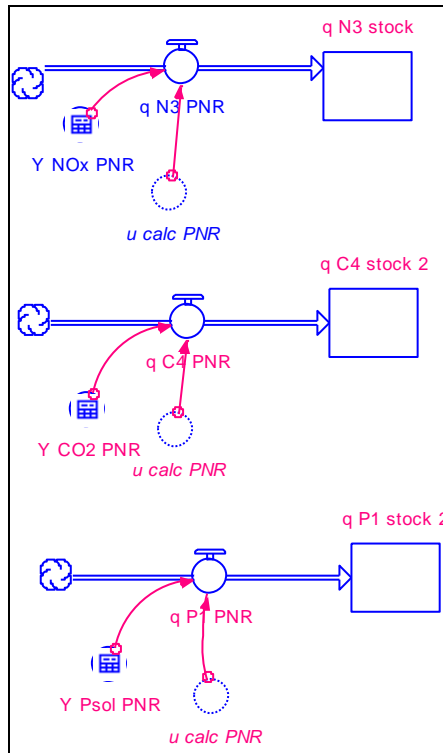 q N3 stock
q N3 PNR
Y NOx PNR
u calc PNR
q C4 stock 2
q C4 PNR
Y CO2 PNR
u calc PNR
q P1 stock 2
q P1 PNR
Y Psol PNR
u calc PNR